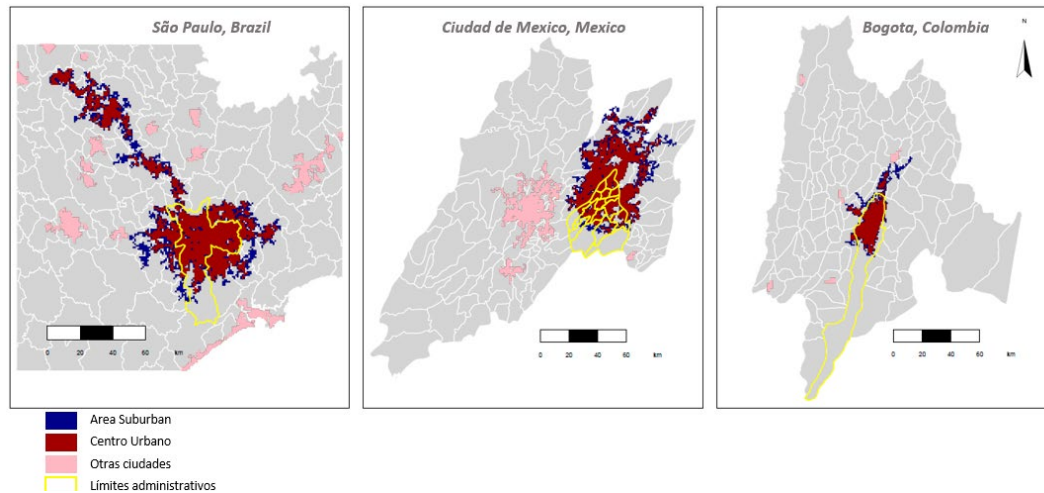 São Paulo, Brazil
0 20 40 60 km
Ciudad de Mexico, Mexico
0 20 40 60 km
Bogota, Colombia
N
0 20 40 60 km
Area Suburban
Centro Urbano
Otras ciudades
Límites administrativos